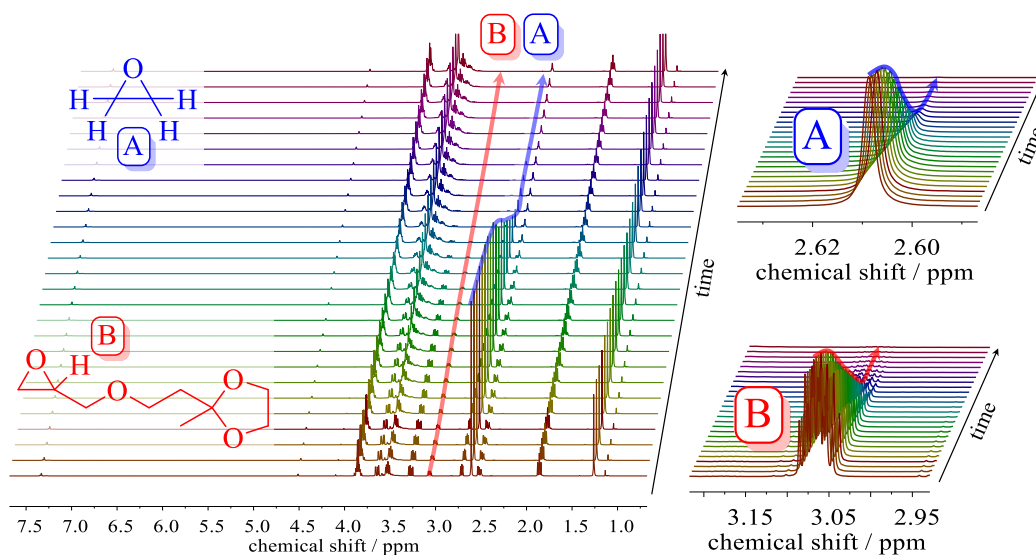 B A
O
H H
H H
A
A
time
2.62 2.60
chemical shift / ppm
time
B
O H
O
O
O
B
time
3.15 3.05 2.95
chemical shift / ppm
7.5 7.0 6.5 6.0 5.5 5.0 4.5 4.0 3.5 3.0 2.5 2.0 1.5 1.0
chemical shift / ppm